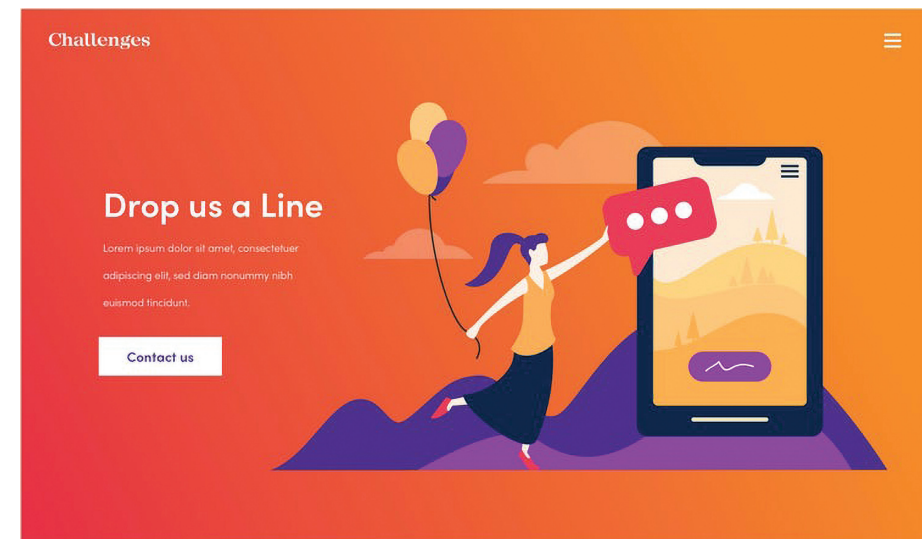 Challenges
Drop us a Line
Lorem ipsum dolor sit amet, consectetuer
adipiscing elit, sed diam nonummy nibh
euismod tincidunt.
Contact us